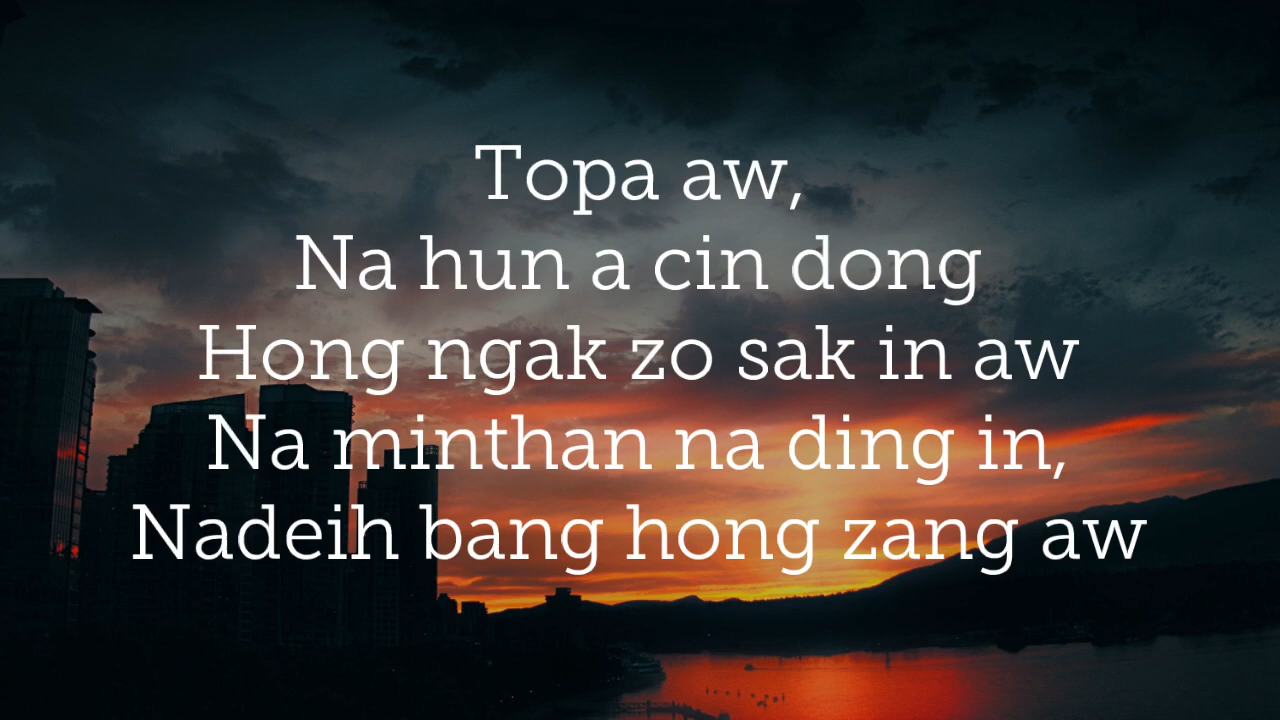 Topa aw,
Na hun a cin dong
Hong ngak zo sak in aw
Na minthan na ding in,
Nadeih bang hong zang aw